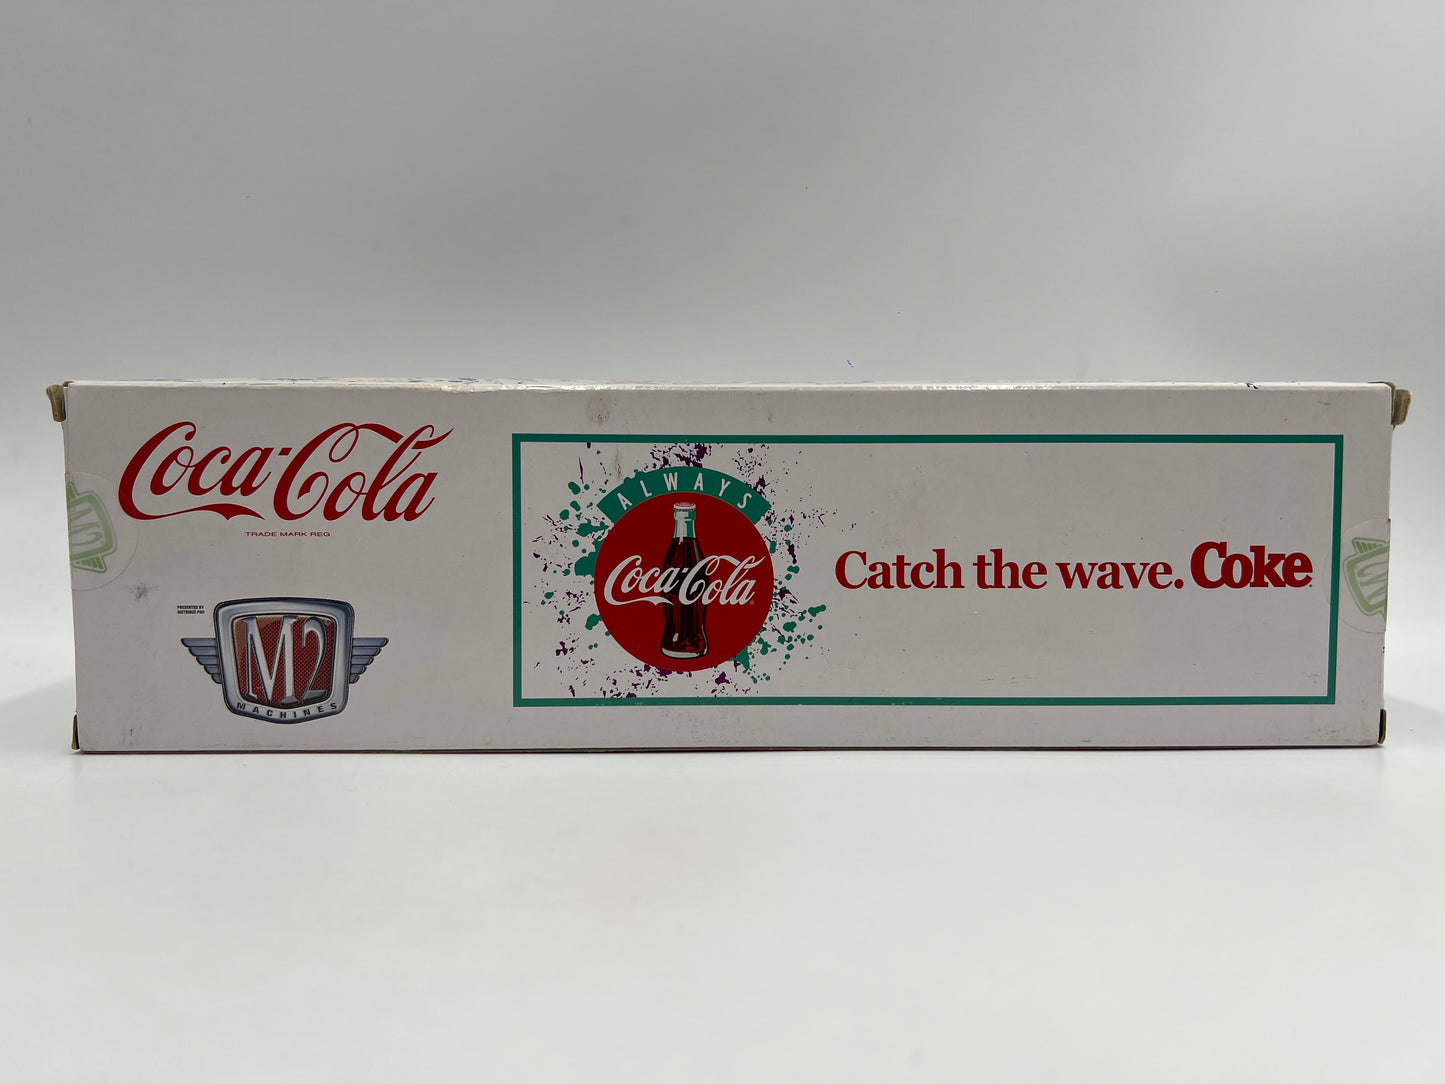 Coca-Cola
TRADE MARK REG
PRESENTED BY
DISTRIBUÉ PAR
M2
MACHINES
ALWAYS
Coca-Cola
Catch the wave. Coke